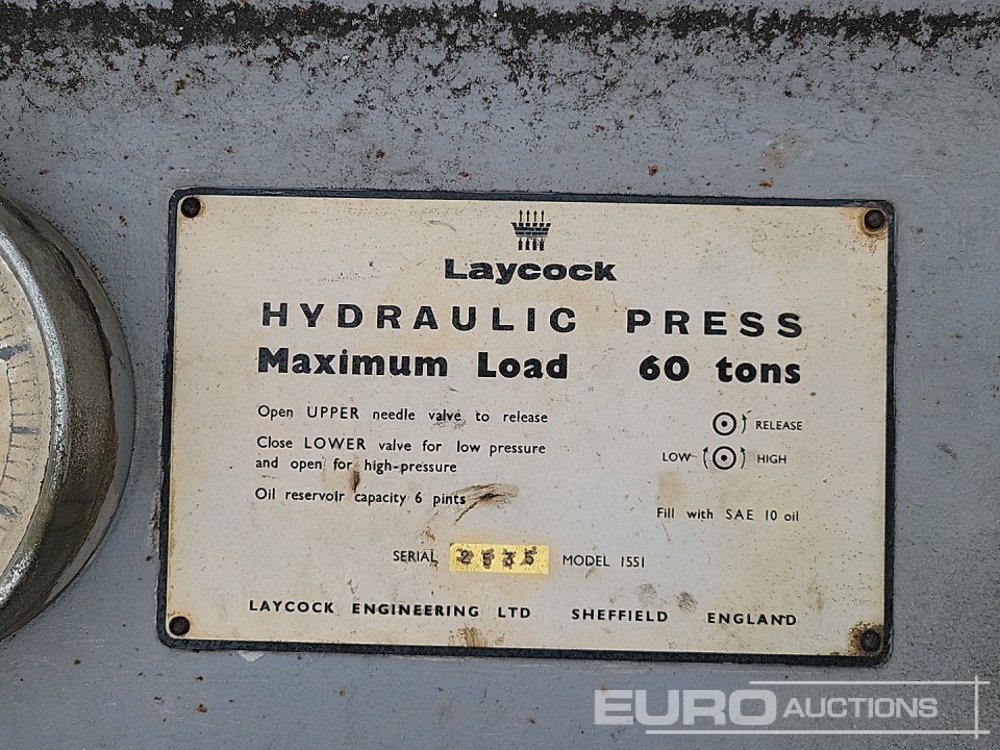 Laycock
HYDRAULIC PRESS
Maximum Load 60 tons
Open UPPER needle valve to release
RELEASE
Close LOWER valve for low pressure
and open for high-pressure
LOW HIGH
Oil reservoir capacity 6 pints
Fill with SAE 10 oil
SERIAL 2535 MODEL 1551
LAYCOCK ENGINEERING LTD SHEFFIELD ENGLAND
EURO AUCTIONS